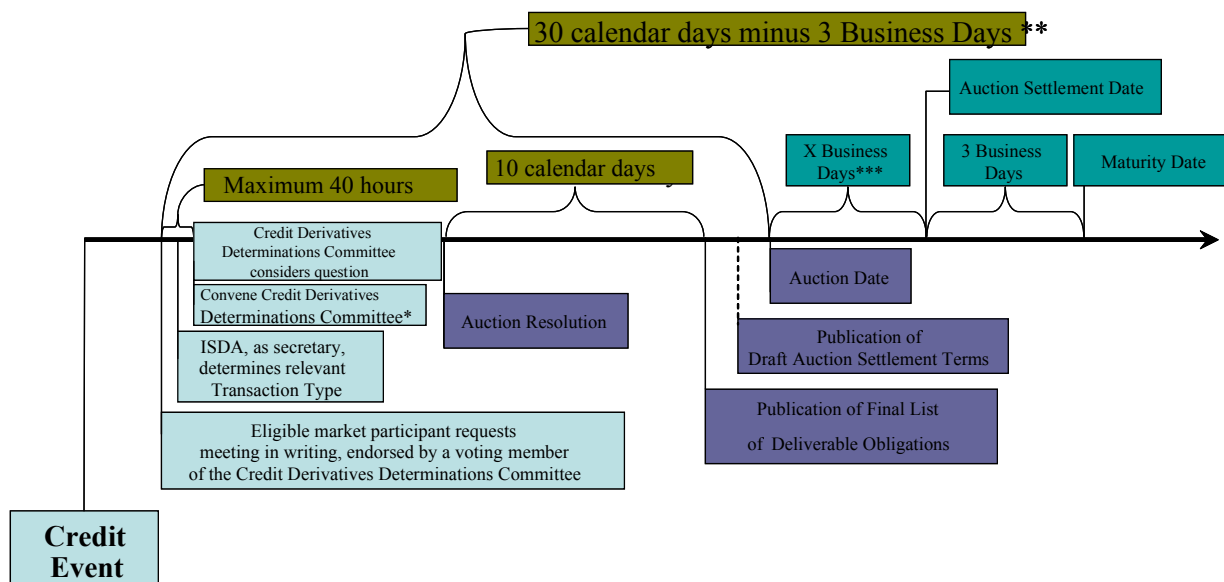 30 calendar days minus 3 Business Days **
Auction Settlement Date
X Business
Days***
3 Business
Days
Maturity Date
10 calendar days
Maximum 40 hours
Credit Derivatives
Determinations Committee
considers question
Convene Credit Derivatives
Determinations Committee*
ISDA, as secretary,
determines relevant
Transaction Type
Eligible market participant requests
meeting in writing, endorsed by a voting member
of the Credit Derivatives Determinations Committee
Credit
Event
Auction Resolution
Auction Date
Publication of
Draft Auction Settlement Terms
Publication of Final List
of Deliverable Obligations